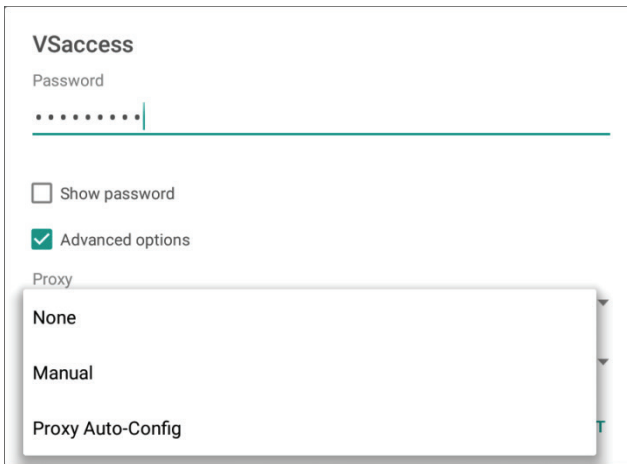 VSaccess
Password
•••••••••
Show password
Advanced options
Proxy
None
Manual
Proxy Auto-Config
T